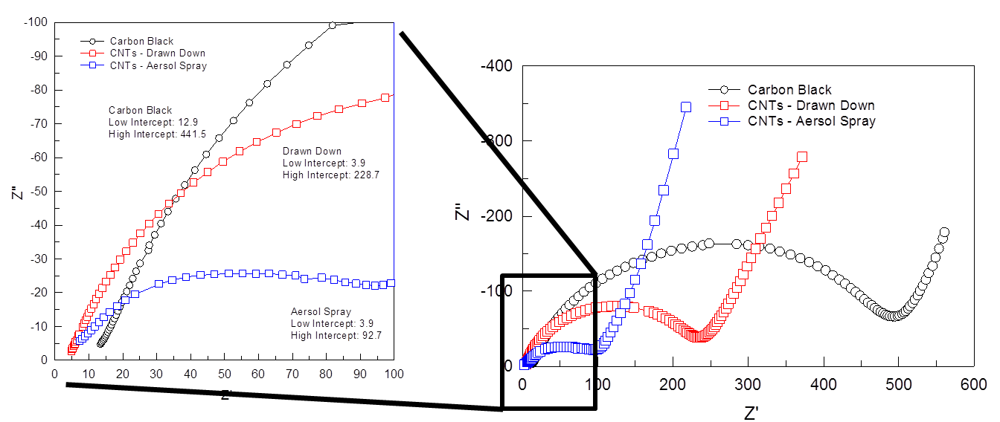 -100
-90
-80
-70
-60
-50
-40
-30
-20
-10
0
Z''
Carbon Black
CNTs - Drawn Down
CNTs - Aersol Spray
Carbon Black
Low Intercept: 12.9
High Intercept: 441.5
Drawn Down
Low Intercept: 3.9
High Intercept: 228.7
Aersol Spray
Low Intercept: 3.9
High Intercept: 92.7
0 10 20 30 40 50 60 70 80 90 100
Z'
-400
-300
-200
-100
0
Z''
Carbon Black
CNTs - Drawn Down
CNTs - Aersol Spray
0 100 200 300 400 500 600
Z'